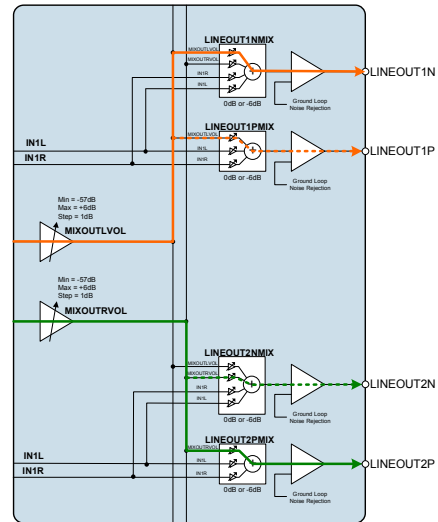 LINEOUT1NMIX
MIXOUTLVOL
MIXOUTRVOL
IN1R
IN1L
0dB or -6dB
Ground Loop
Noise Rejection
LINEOUT1N
LINEOUT1PMIX
MIXOUTLVOL
IN1L
IN1R
0dB or -6dB
Ground Loop
Noise Rejection
LINEOUT1P
IN1L
IN1R
Min = -57dB
Max = +6dB
Step = 1dB
MIXOUTLVOL
Min = -57dB
Max = +6dB
Step = 1dB
MIXOUTRVOL
LINEOUT2NMIX
MIXOUTLVOL
MIXOUTRVOL
IN1R
IN1L
0dB or -6dB
Ground Loop
Noise Rejection
LINEOUT2N
LINEOUT2PMIX
MIXOUTRVOL
IN1L
IN1R
0dB or -6dB
Ground Loop
Noise Rejection
LINEOUT2P
IN1L
IN1R